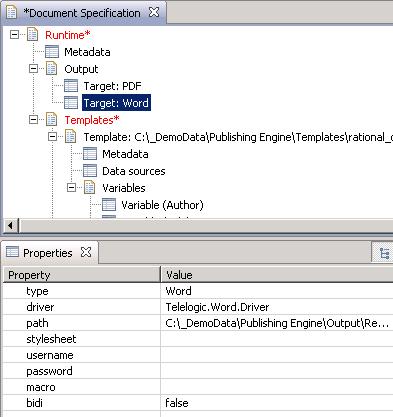 *Document Specification
Runtime*
Metadata
Output
Target: PDF
Target: Word
Templates*
Template: C:\_DemoData\Publishing Engine\Templates\rational_
Metadata
Data sources
Variables
Variable (Author)
Properties
Property Value
type Word
driver Telelogic.Word.Driver
path C:\_DemoData\Publishing Engine\Output\Re...
stylesheet
username
password
macro
bidi false